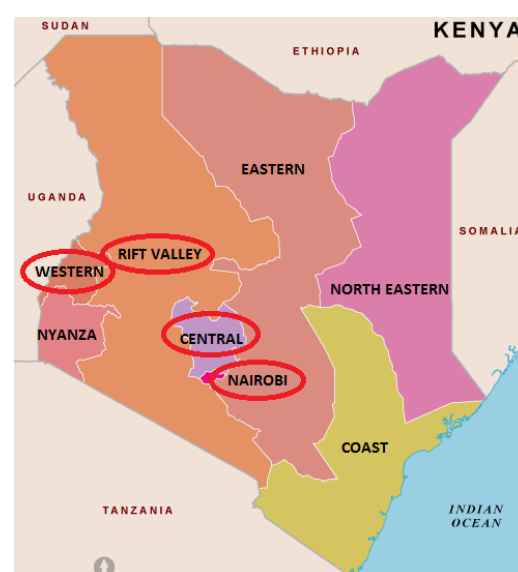 SUDAN
KENYA
ETHIOPIA
EASTERN
UGANDA
SOMALIA
RIFT VALLEY
WESTERN
NORTH EASTERN
NYANZA
CENTRAL
NAIROBI
COAST
TANZANIA
INDIAN
OCEAN